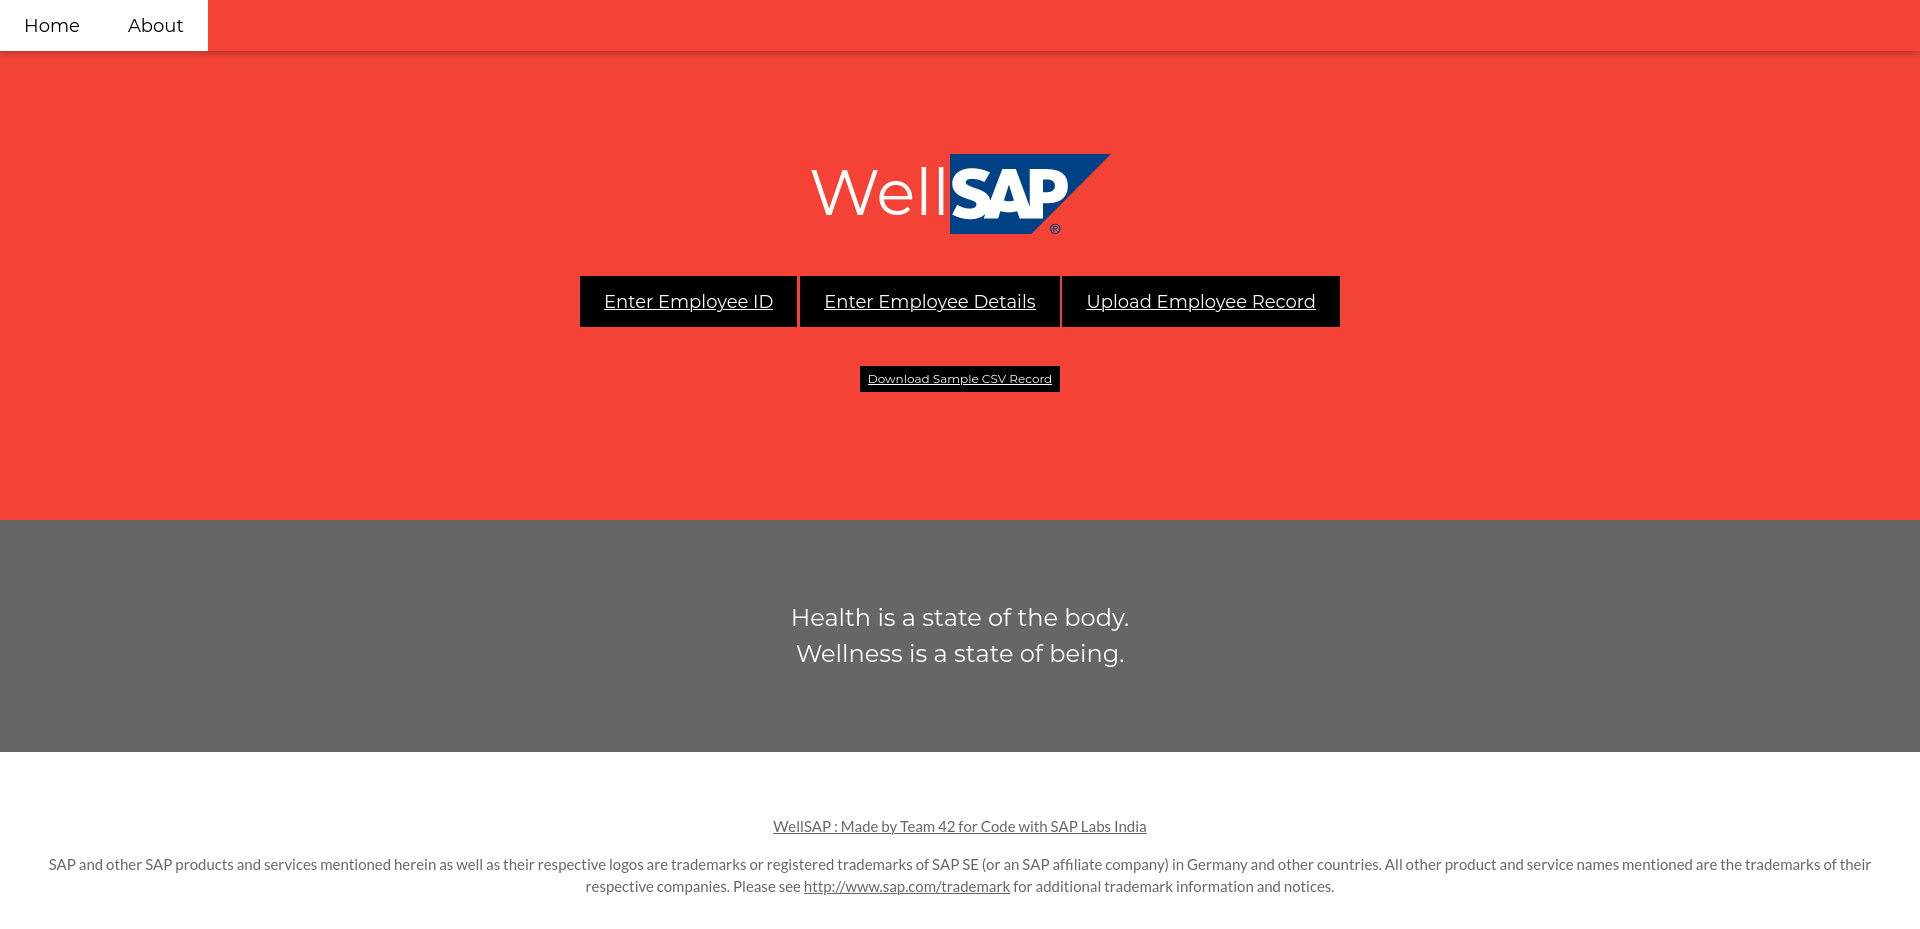 Home About
WellSAP®
Enter Employee ID Enter Employee Details Upload Employee Record
Download Sample CSV Record
Health is a state of the body.
Wellness is a state of being.
WellSAP : Made by Team 42 for Code with SAP Labs India
SAP and other SAP products and services mentioned herein as well as their respective logos are trademarks or registered trademarks of SAP SE (or an SAP affiliate company) in Germany and other countries. All other product and service names mentioned are the trademarks of their
respective companies. Please see http://www.sap.com/trademark for additional trademark information and notices.